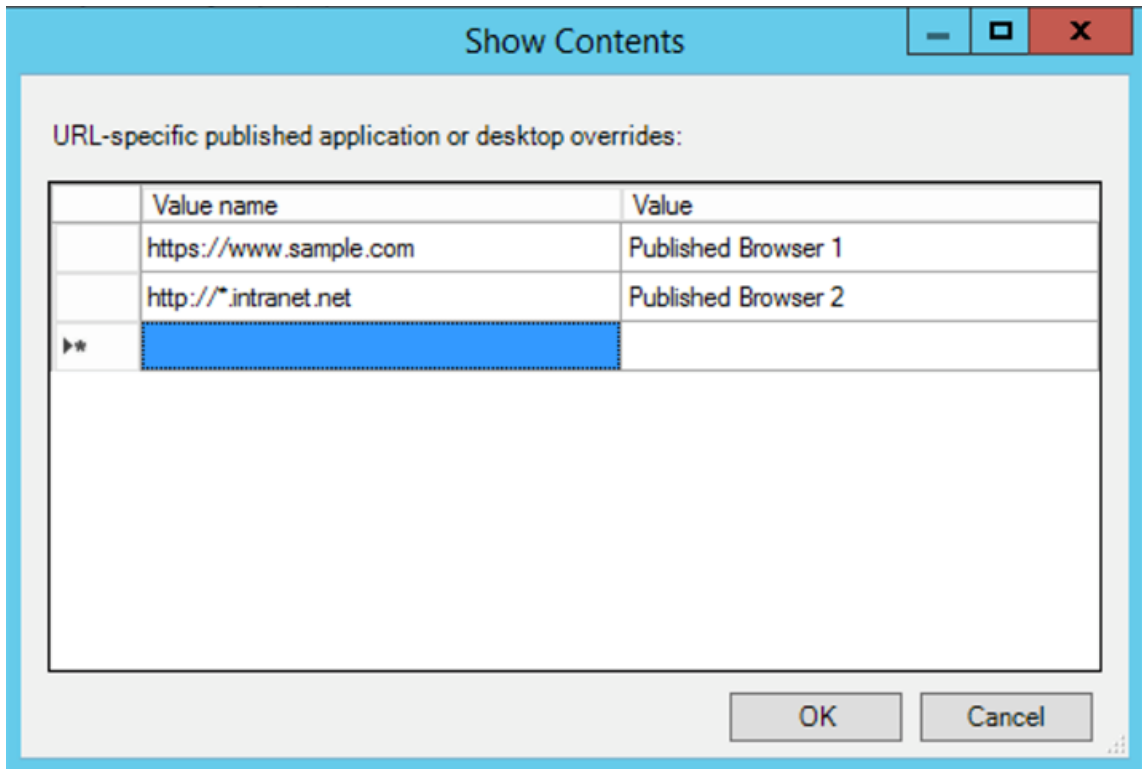 Show Contents
URL-specific published application or desktop overrides:
Value name Value
https://www.sample.com Published Browser 1
http://*.intranet.net Published Browser 2
OK Cancel